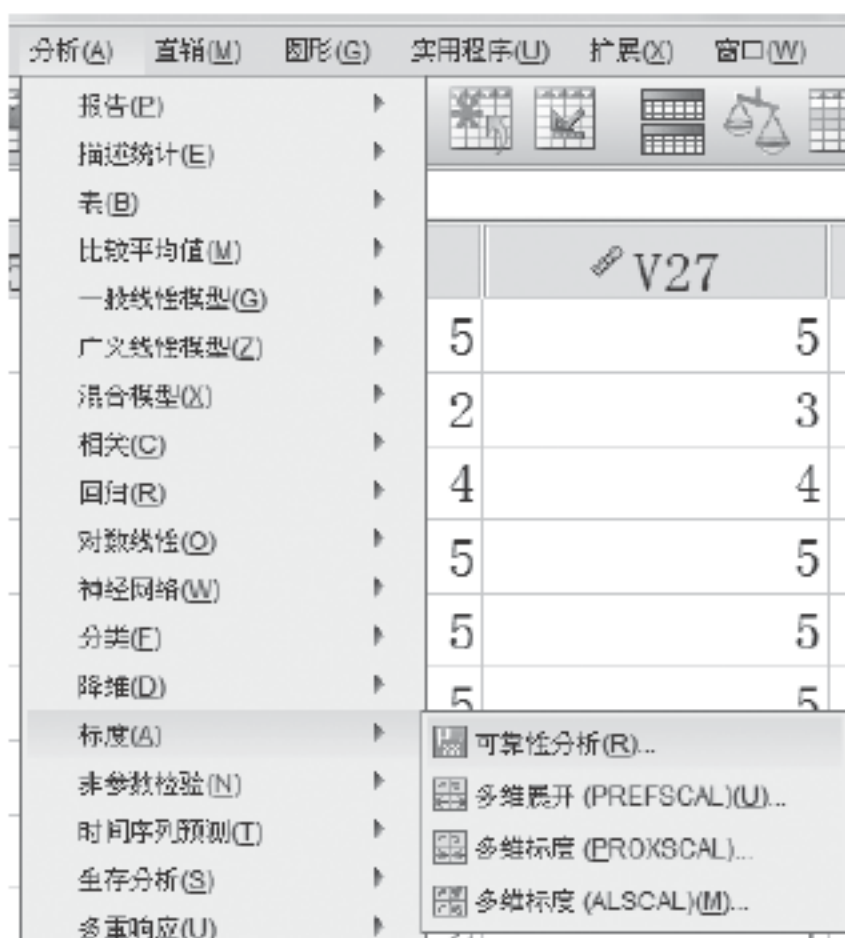 分析(A) 直销(M) 图形(G) 实用程序(U) 扩展(X) 窗口(W)
报告(P)
描述统计(E)
表(B)
比较平均值(M)
一般线性模型(G)
广义线性模型(Z)
混合模型(X)
相关(C)
回归(R)
对数线性(O)
神经网络(W)
分类(F)
降维(D)
标度(A)
非参数检验(N)
时间序列预测(T)
生存分析(S)
多重响应(U)
V27
5 5
2 3
4 4
5 5
5 5
5 5
可靠性分析(R)...
多维展开 (PREFSCAL)(U)...
多维标度 (PROXSCAL)...
多维标度 (ALSCAL)(M)...